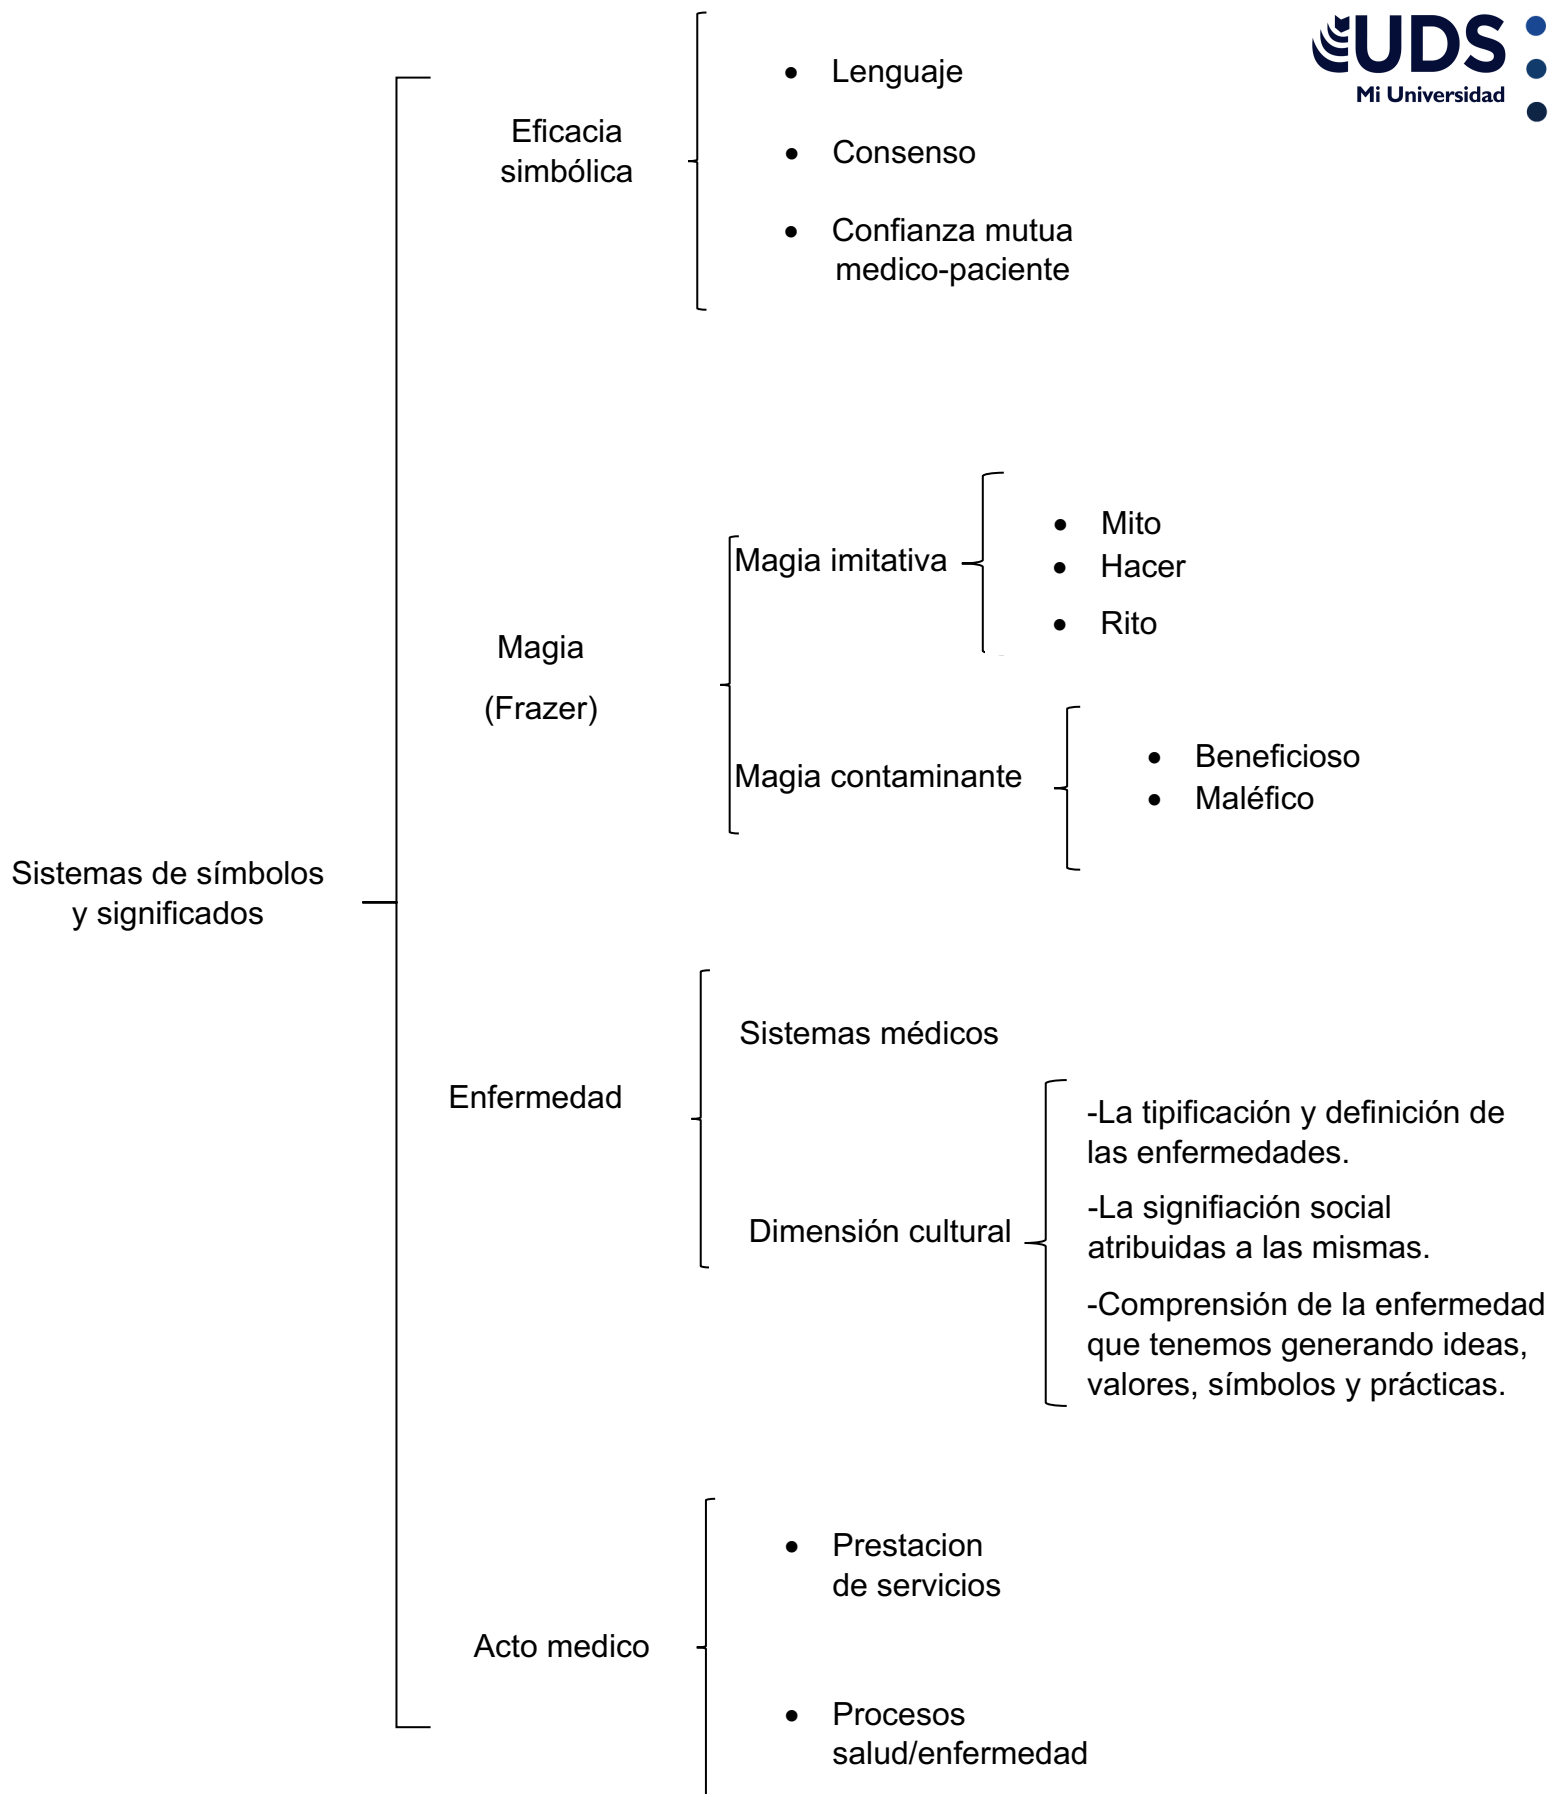 UDS
Mi Universidad
Sistemas de símbolos
y significados
Eficacia
simbólica
Lenguaje
Consenso
Confianza mutua
medico-paciente
Magia
(Frazer)
Magia imitativa
Mito
Hacer
Rito
Magia contaminante
Beneficioso
Maléfico
Enfermedad
Sistemas médicos
Dimensión cultural
-La tipificación y definición de
las enfermedades.
-La signifiación social
atribuidas a las mismas.
-Comprensión de la enfermedad
que tenemos generando ideas,
valores, símbolos y prácticas.
Acto medico
Prestacion
de servicios
Procesos
salud/enfermedad